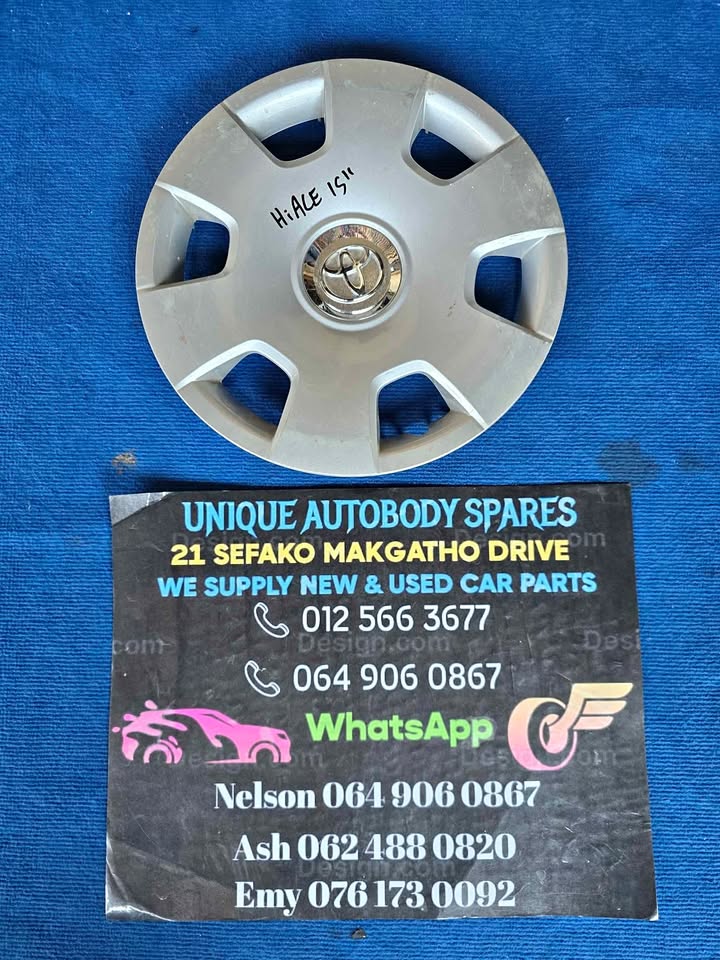 HiACE 15"
UNIQUE AUTOBODY SPARES
21 SEFAKO MAKGATHO DRIVE
WE SUPPLY NEW & USED CAR PARTS
012 566 3677
064 906 0867
WhatsApp
Nelson 064 906 0867
Ash 062 488 0820
Emy 076 173 0092